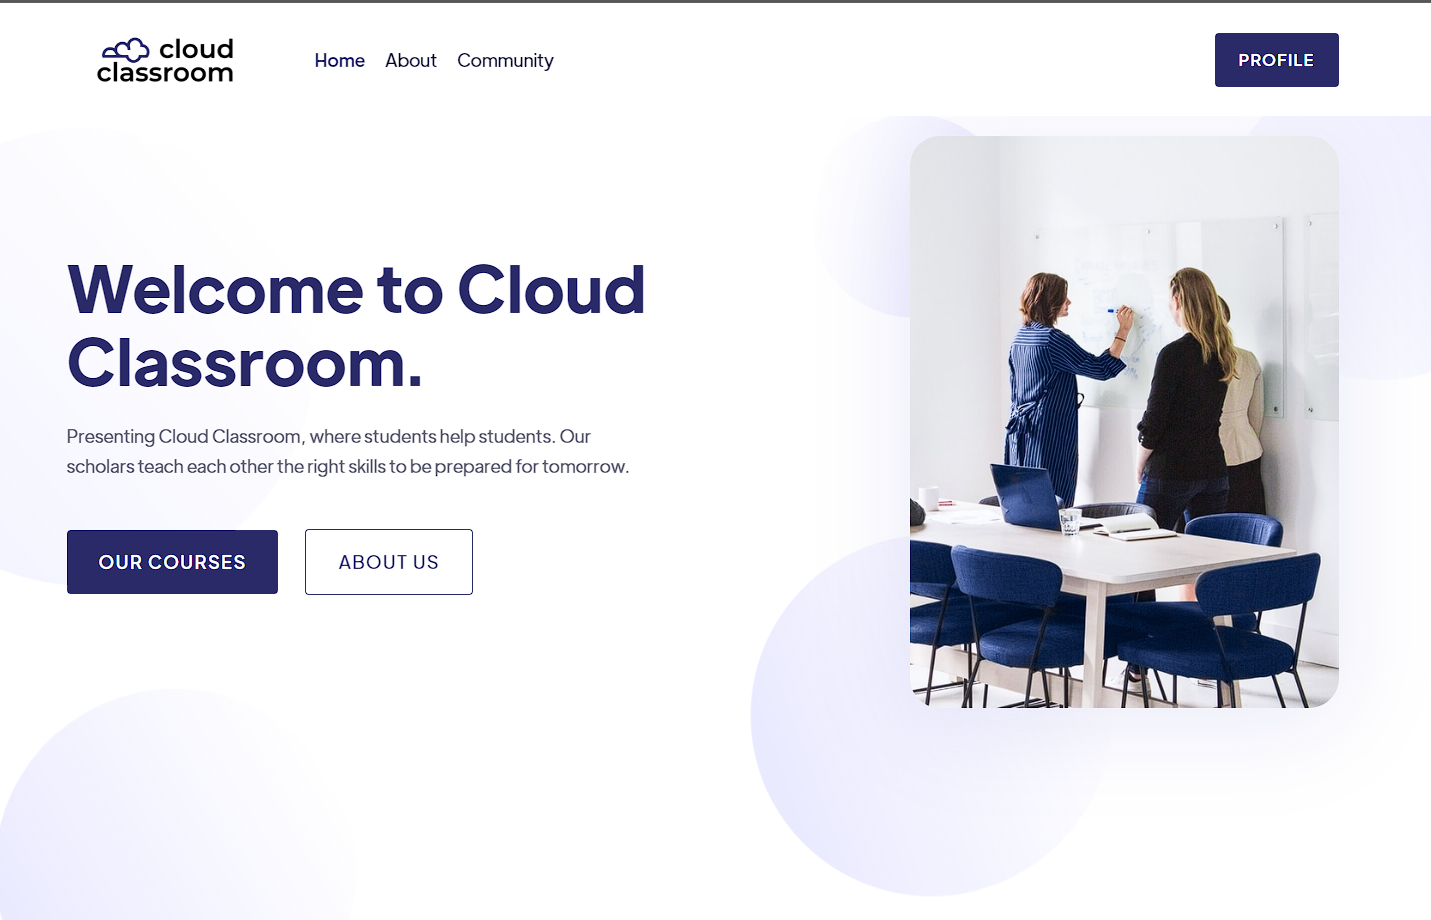 cloud
classroom
Home About Community
PROFILE
Welcome to Cloud
Classroom.
Presenting Cloud Classroom, where students help students. Our
scholars teach each other the right skills to be prepared for tomorrow.
OUR COURSES
ABOUT US